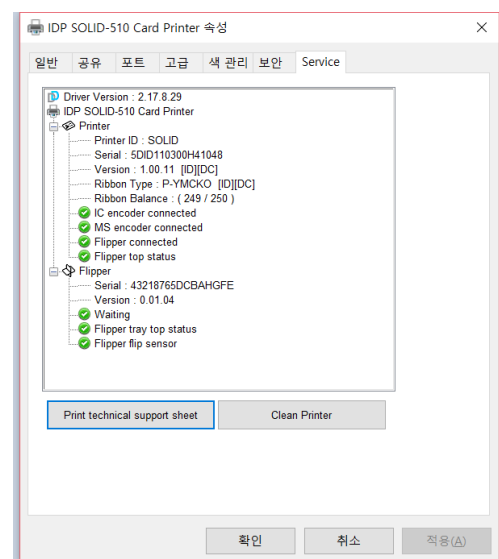 IDP SOLID-510 Card Printer 속성
일반 공유 포트 고급 색 관리 보안 Service
Driver Version : 2.17.8.29
IDP SOLID-510 Card Printer
Printer
Printer ID : SOLID
Serial : 5DID110300H41048
Version : 1.00.11 [ID][DC]
Ribbon Type : P-YMCKO [ID][DC]
Ribbon Balance : ( 249 / 250 )
IC encoder connected
MS encoder connected
Flipper connected
Flipper top status
Flipper
Serial : 43218765DCBAHGFE
Version : 0.01.04
Waiting
Flipper tray top status
Flipper flip sensor
Print technical support sheet Clean Printer
확인 취소 적용(A)